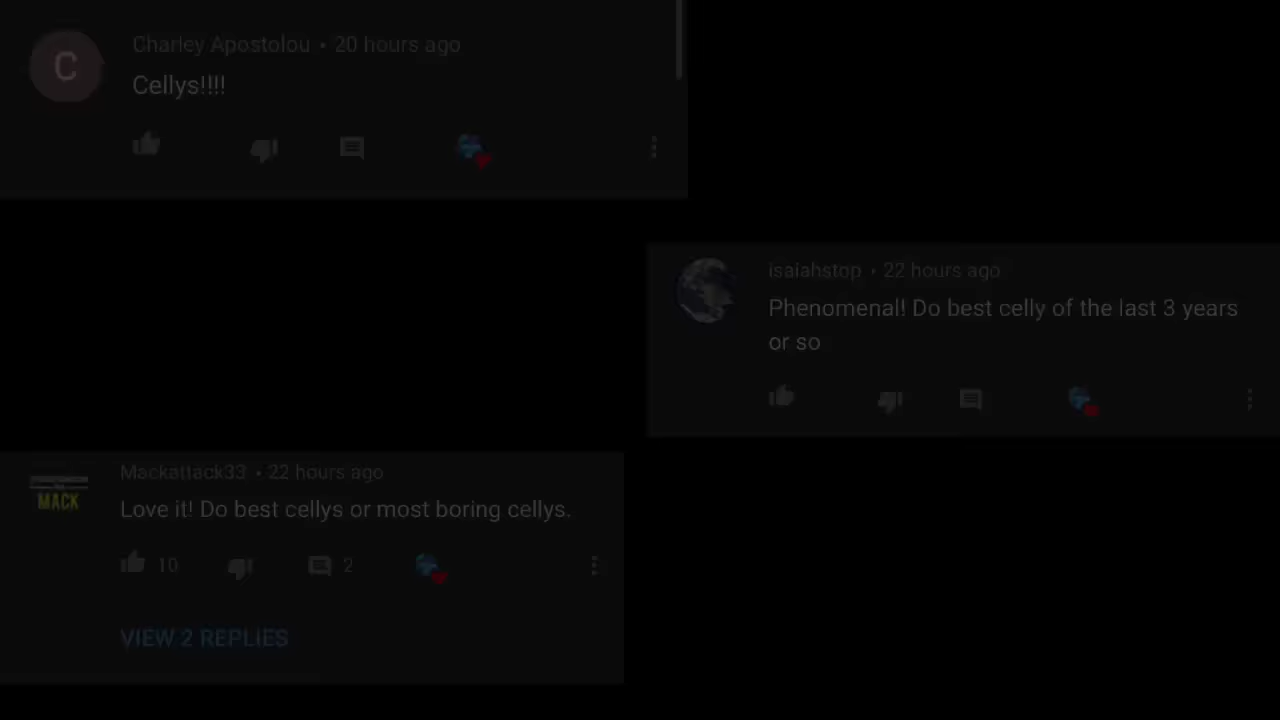 C
Charley Apostolou • 20 hours ago
Cellys!!!!
isaiahstop • 22 hours ago
Phenomenal! Do best celly of the last 3 years
or so
MACK
Mackattack33 • 22 hours ago
Love it! Do best cellys or most boring cellys.
10
2
VIEW 2 REPLIES